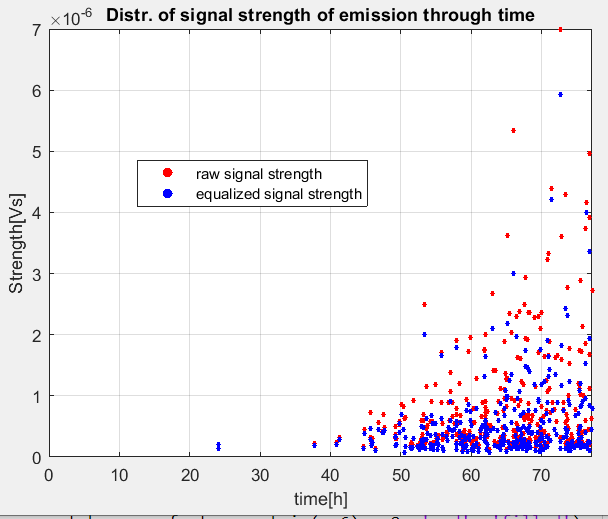 Distr. of signal strength of emission through time
×10-6
7
6
5
4
3
2
1
0
Strength[Vs]
raw signal strength
equalized signal strength
0 10 20 30 40 50 60 70
time[h]